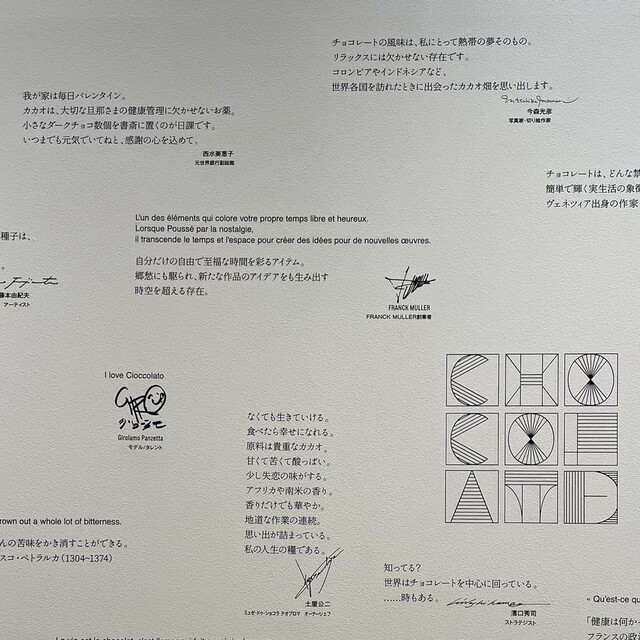 チョコレートの風味は、私にとって熱帯の夢そのもの。
リラックスには欠かせない存在です。
コロンビアやインドネシアなど、
世界各国を訪れたときに出会ったカカオ畑を思い出します。
今森光彦
写真家・切り絵作家
我が家は毎日バレンタイン。
カカオは、大切な旦那さまの健康管理に欠かせないお薬。
小さなダークチョコ数個を書斎に置くのが日課です。
いつまでも元気でいてねと、感謝の心を込めて。
西水美恵子
元世界銀行副総裁
チョコレートは、どんな禁
簡単で輝く実生活の象徴
ヴェネツィア出身の作家
種子は、
。
藤本由紀夫
アーティスト
L'un des éléments qui colore votre propre temps libre et heureux.
Lorsque Poussé par la nostalgie,
il transcende le temps et l'espace pour créer des idées pour de nouvelles œuvres.
自分だけの自由で至福な時間を彩るアイテム。
郷愁にも駆られ、新たな作品のアイデアをも生み出す
時空を超える存在。
FRANCK MULLER
FRANCK MULLER創業者
I love Cioccolato
Girolamo Panzetta
モデル/タレント
CHO
COL
ATE
なくても生きていける。
食べたら幸せになれる。
原料は貴重なカカオ。
甘くて苦くて酸っぱい。
少し失恋の味がする。
アフリカや南米の香り。
香りだけでも華やか。
地道な作業の連続。
思い出が詰まっている。
私の人生の種である。
土屋公二
ミュゼ・ドゥ・ショコラ テオブロマ オーナーシェフ
rown out a whole lot of bitterness.
んの苦味をかき消すことができる。
スコ・ペトラルカ（1304~1374）
知ってる？
世界はチョコレートを中心に回っている。
……時もある。
濱口秀司
ストラテジスト
« Qu'est-ce qu
「健康は何か
フランスの政